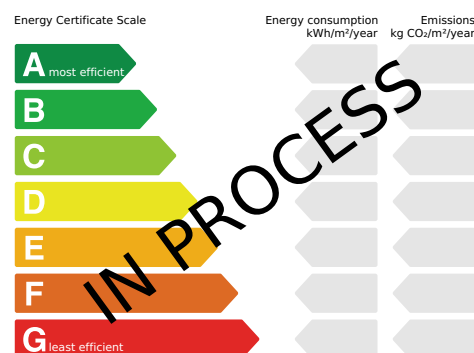 Energy Certificate Scale
Energy consumption
kWh/m²/year
Emissions
kg CO₂/m²/year
A most efficient
B
C
D
E
F
G least efficient
IN PROCESS